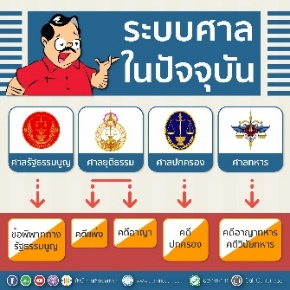 ระบบศาล
ในปัจจุบัน
ศาลรัฐธรรมนูญ
ศาลยุติธรรม
ศาลปกครอง
ศาลทหาร
ข้อพิพาททาง
รัฐธรรมนูญ
คดีแพ่ง
คดีอาญา
คดี
ปกครอง
คดีอาญาทหาร
คดีวินัยทหาร